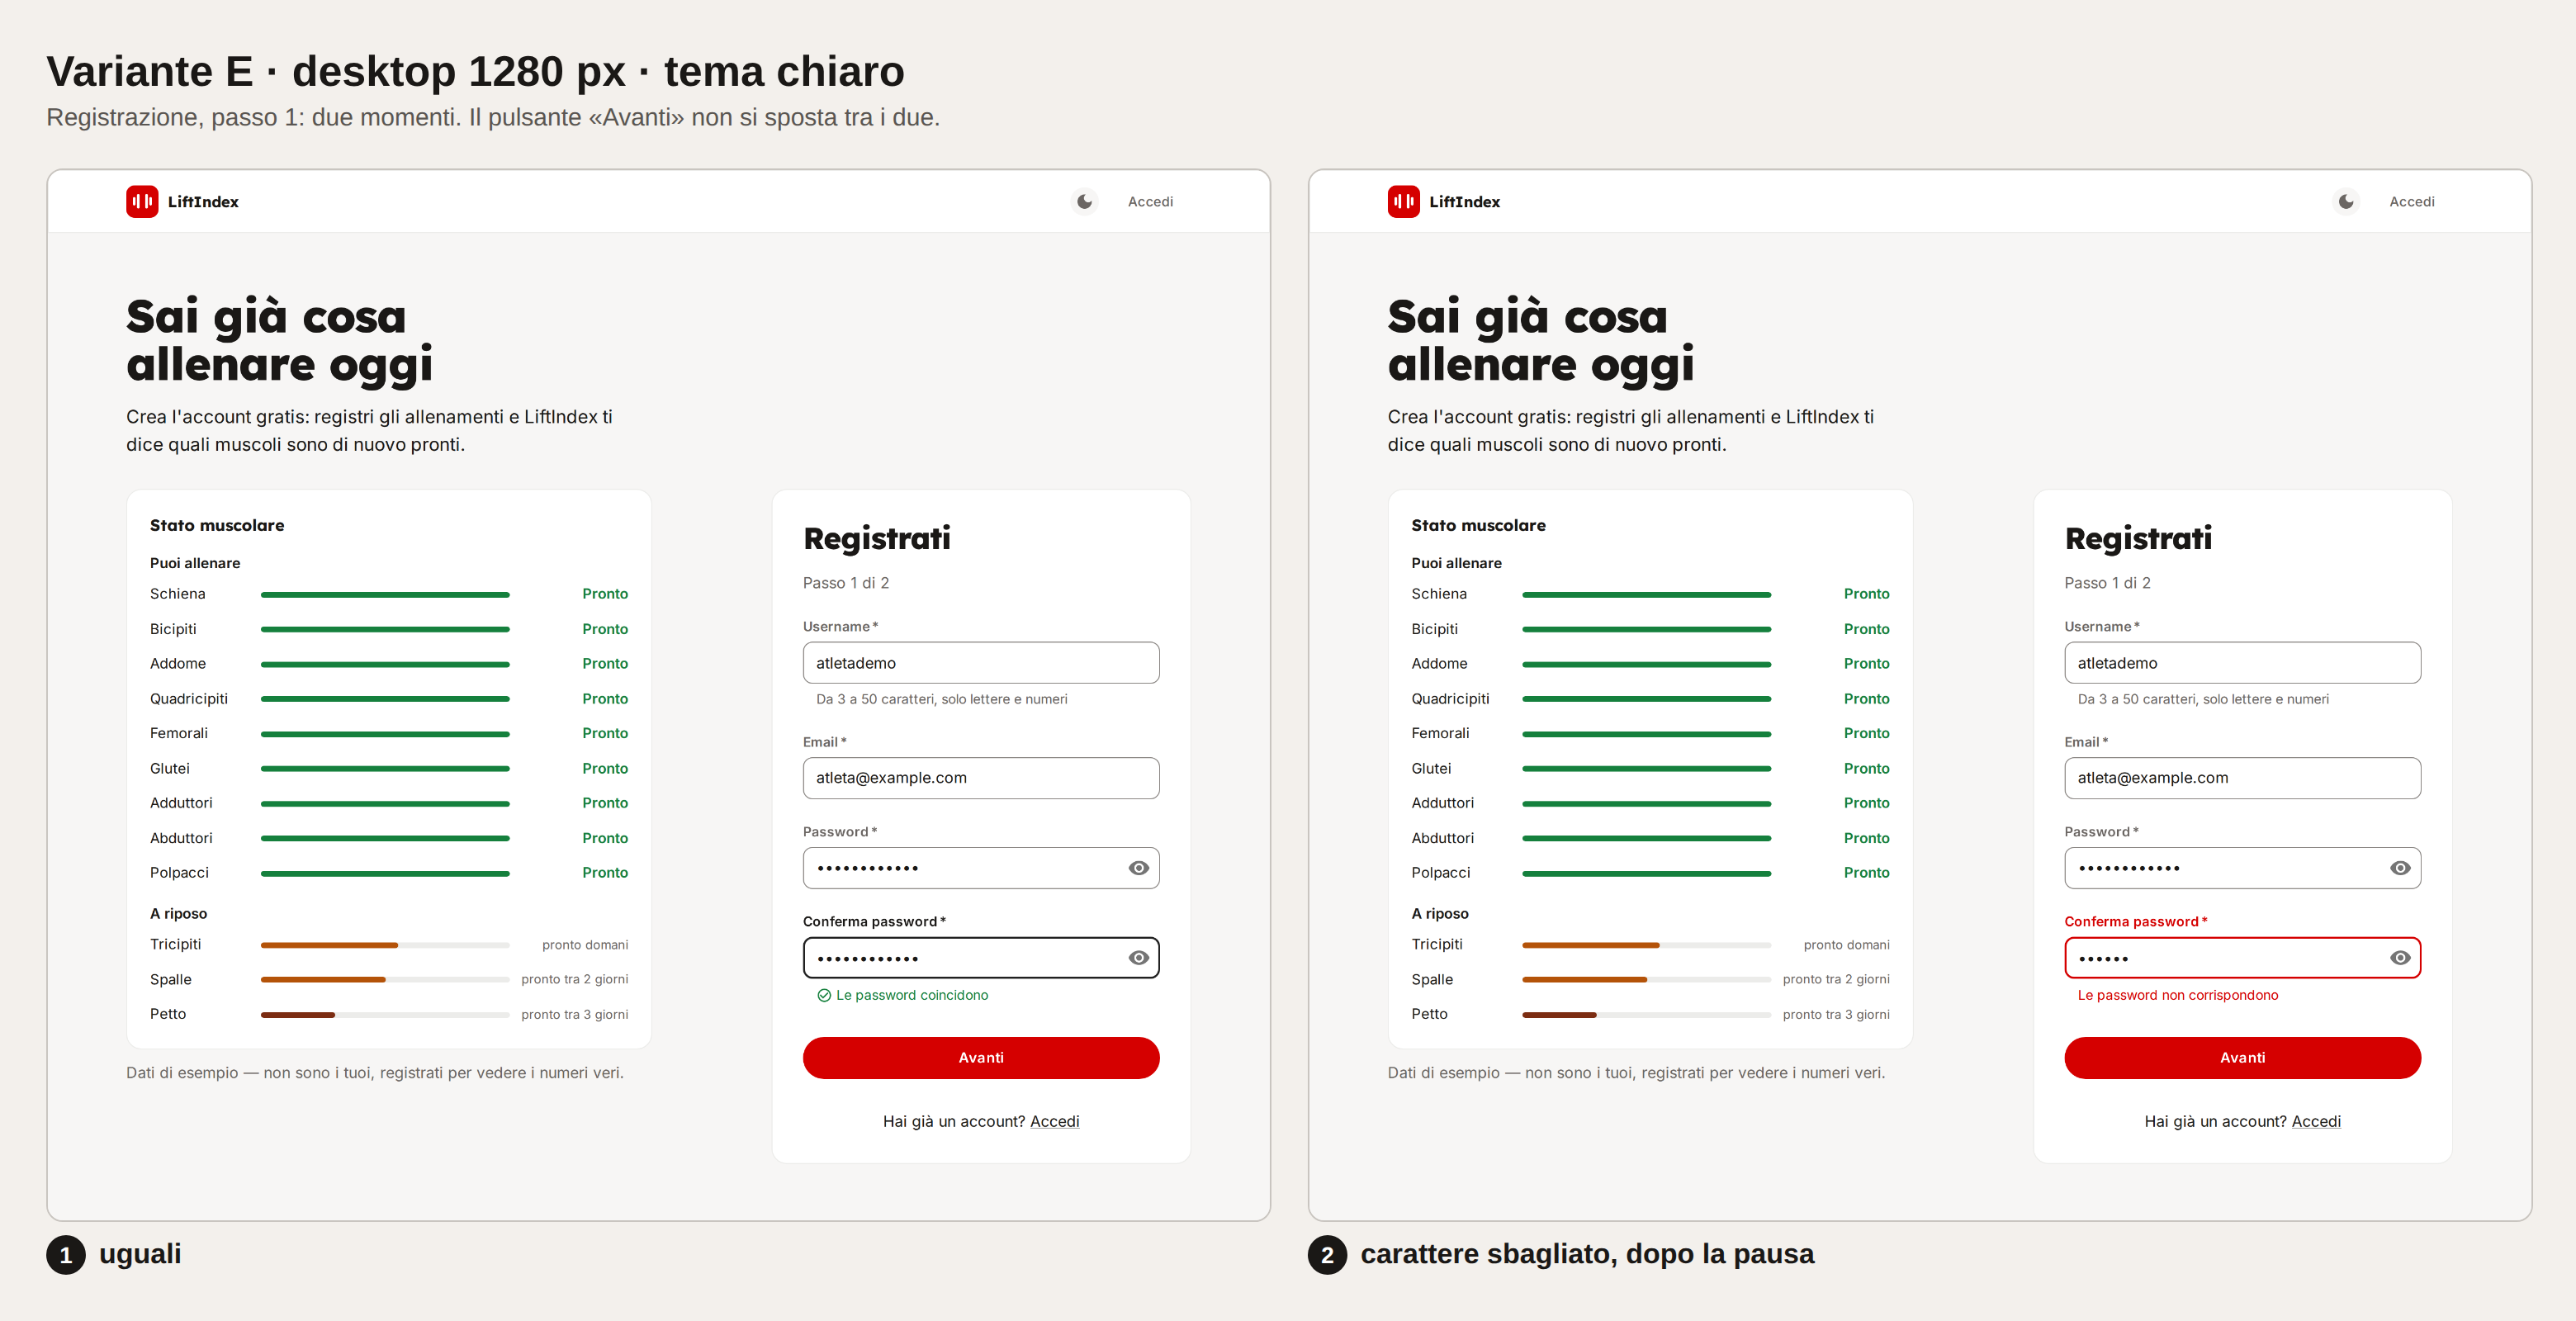 Variante E · desktop 1280 px · tema chiaro
Registrazione, passo 1: due momenti. Il pulsante «Avanti» non si sposta tra i due.
LiftIndex
Accedi
Sai già cosa
allenare oggi
Crea l'account gratis: registri gli allenamenti e LiftIndex ti
dice quali muscoli sono di nuovo pronti.
Stato muscolare
Puoi allenare
Schiena Pronto
Bicipiti Pronto
Addome Pronto
Quadricipiti Pronto
Femorali Pronto
Glutei Pronto
Adduttori Pronto
Abduttori Pronto
Polpacci Pronto
A riposo
Tricipiti pronto domani
Spalle pronto tra 2 giorni
Petto pronto tra 3 giorni
Dati di esempio — non sono i tuoi, registrati per vedere i numeri veri.
Registrati
Passo 1 di 2
Username *
atletademo
Da 3 a 50 caratteri, solo lettere e numeri
Email *
atleta@example.com
Password *
••••••••••••
Conferma password *
••••••••••••
Le password coincidono
Avanti
Hai già un account? Accedi
1 uguali
LiftIndex
Accedi
Sai già cosa
allenare oggi
Crea l'account gratis: registri gli allenamenti e LiftIndex ti
dice quali muscoli sono di nuovo pronti.
Stato muscolare
Puoi allenare
Schiena Pronto
Bicipiti Pronto
Addome Pronto
Quadricipiti Pronto
Femorali Pronto
Glutei Pronto
Adduttori Pronto
Abduttori Pronto
Polpacci Pronto
A riposo
Tricipiti pronto domani
Spalle pronto tra 2 giorni
Petto pronto tra 3 giorni
Dati di esempio — non sono i tuoi, registrati per vedere i numeri veri.
Registrati
Passo 1 di 2
Username *
atletademo
Da 3 a 50 caratteri, solo lettere e numeri
Email *
atleta@example.com
Password *
••••••••••••
Conferma password *
••••••
Le password non corrispondono
Avanti
Hai già un account? Accedi
2 carattere sbagliato, dopo la pausa